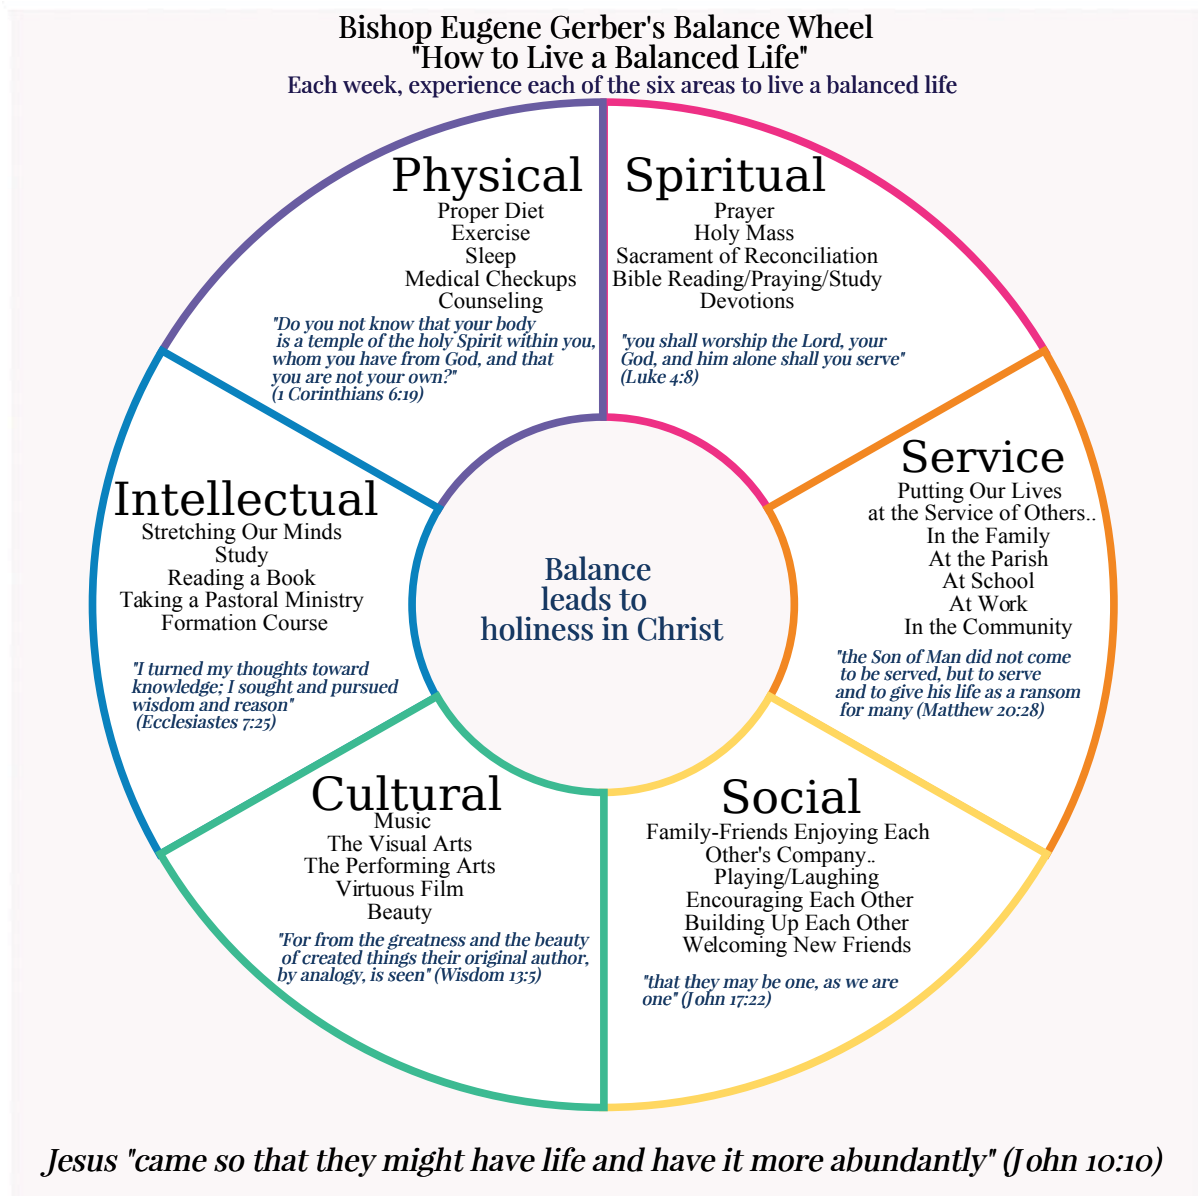 Bishop Eugene Gerber's Balance Wheel
"How to Live a Balanced Life"
Each week, experience each of the six areas to live a balanced life
Physical
Proper Diet
Exercise
Sleep
Medical Checkups
Counseling
"Do you not know that your body
is a temple of the holy Spirit within you,
whom you have from God, and that
you are not your own?"
(1 Corinthians 6:19)
Spiritual
Prayer
Holy Mass
Sacrament of Reconciliation
Bible Reading/Praying/Study
Devotions
"you shall worship the Lord, your
God, and him alone shall you serve"
(Luke 4:8)
Service
Putting Our Lives
at the Service of Others..
In the Family
At the Parish
At School
At Work
In the Community
"the Son of Man did not come
to be served, but to serve
and to give his life as a ransom
for many (Matthew 20:28)
Intellectual
Stretching Our Minds
Study
Reading a Book
Taking a Pastoral Ministry
Formation Course
"I turned my thoughts toward
knowledge; I sought and pursued
wisdom and reason"
(Ecclesiastes 7:25)
Balance
leads to
holiness in Christ
Cultural
Music
The Visual Arts
The Performing Arts
Virtuous Film
Beauty
"For from the greatness and the beauty
of created things their original author,
by analogy, is seen" (Wisdom 13:5)
Social
Family-Friends Enjoying Each
Other's Company..
Playing/Laughing
Encouraging Each Other
Building Up Each Other
Welcoming New Friends
"that they may be one, as we are
one" (John 17:22)
Jesus "came so that they might have life and have it more abundantly" (John 10:10)